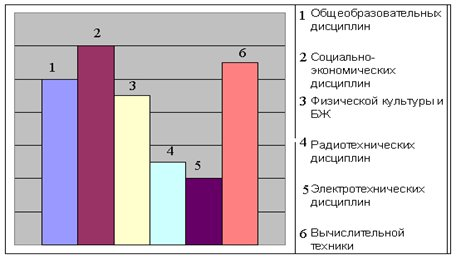 1
2
3
4
5
6
1 Общеобразовательных
дисциплин
2 Социально-
экономических
дисциплин
3 Физической культуры и
БЖ
4 Радиотехнических
дисциплин
5 Электротехнических
дисциплин
6 Вычислительной
техники